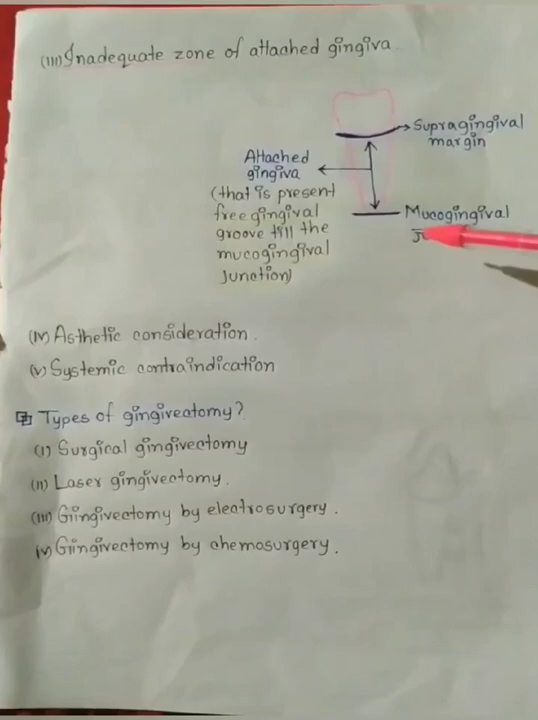 (III) Inadequate zone of attached gingiva.
Supragingival
margin
Attached
gingiva
(that is present
free gingival
groove till the
mucogingival
Junction)
Mucogingival
(IV) Asthetic consideration.
(V) Systemic contraindication
Types of gingivectomy?
(I) Surgical gingivectomy
(II) Laser gingivectomy.
(III) Gingivectomy by electrosurgery.
(IV) Gingivectomy by chemosurgery.